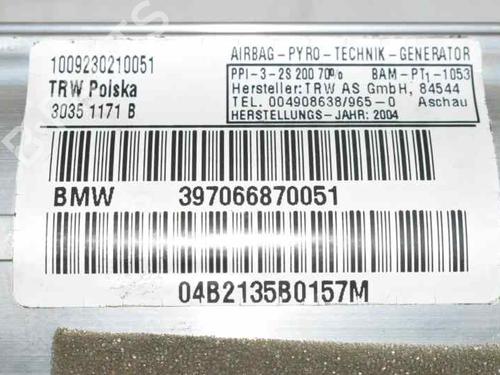 1009230210051
TRW Polska
3035 1171 B
AIRBAG-PYRO-TECHNIK-GENERATOR
PPI-3-2S 200 70% BAM-PT1-1053
Hersteller:TRW AS GmbH, 84544
TEL. 004908638/965-0 Aschau
HERSTELLUNGS-JAHR: 2004
BMW 397066870051
04B2135B0157M